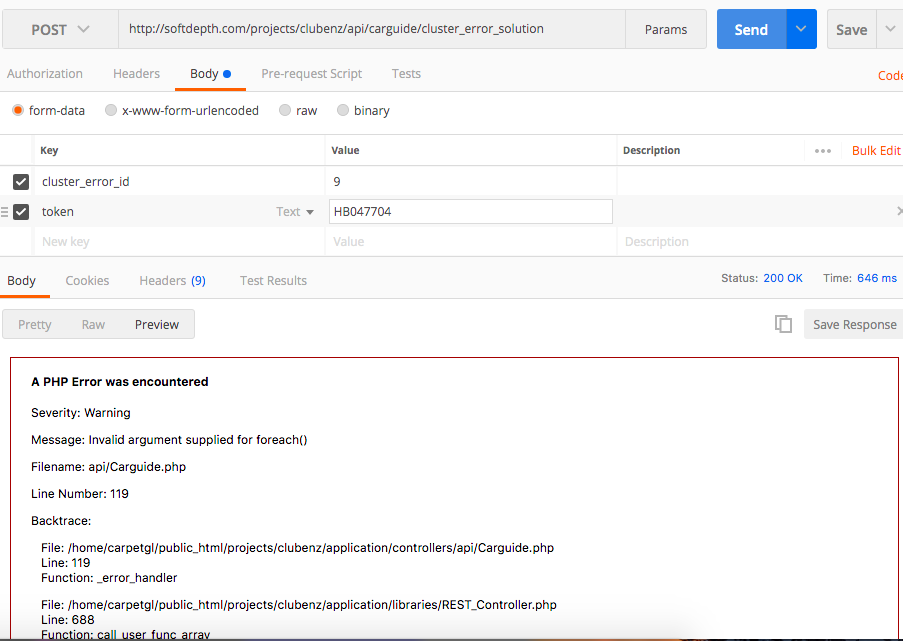 POST http://softdepth.com/projects/clubenz/api/carguide/cluster_error_solution Params Send Save
Authorization Headers Body Pre-request Script Tests Code
form-data x-www-form-urlencoded raw binary
Key Value Description Bulk Edit
cluster_error_id 9
token Text HB047704
New key Value Description
Body Cookies Headers (9) Test Results Status: 200 OK Time: 646 ms
Pretty Raw Preview Save Response
A PHP Error was encountered
Severity: Warning
Message: Invalid argument supplied for foreach()
Filename: api/Carguide.php
Line Number: 119
Backtrace:
File: /home/carpetgl/public_html/projects/clubenz/application/controllers/api/Carguide.php
Line: 119
Function: _error_handler
File: /home/carpetgl/public_html/projects/clubenz/application/libraries/REST_Controller.php
Line: 688
Function: call_user_func_array